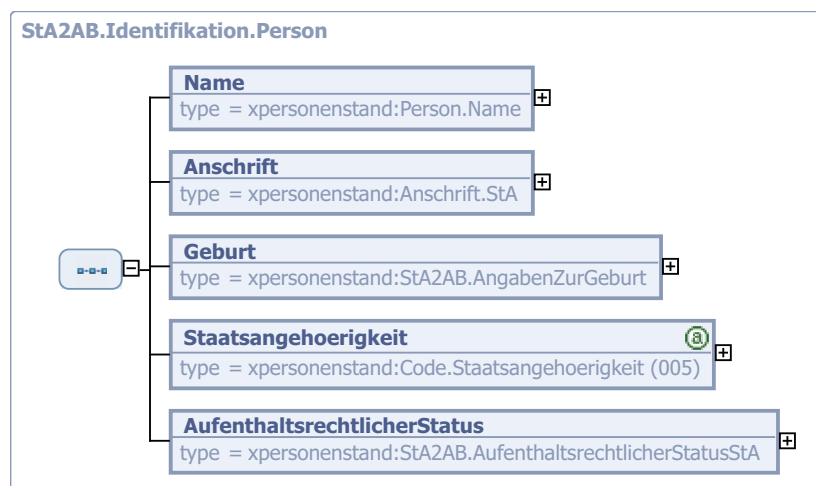 StA2AB.Identifikation.Person
Name
type = xpersonenstand:Person.Name
Anschrift
type = xpersonenstand:Anschrift.StA
Geburt
type = xpersonenstand:StA2AB.AngabenZurGeburt
Staatsangehoerigkeit a
type = xpersonenstand:Code.Staatsangehoerigkeit (005)
AufenthaltsrechtlicherStatus
type = xpersonenstand:StA2AB.AufenthaltsrechtlicherStatusStA